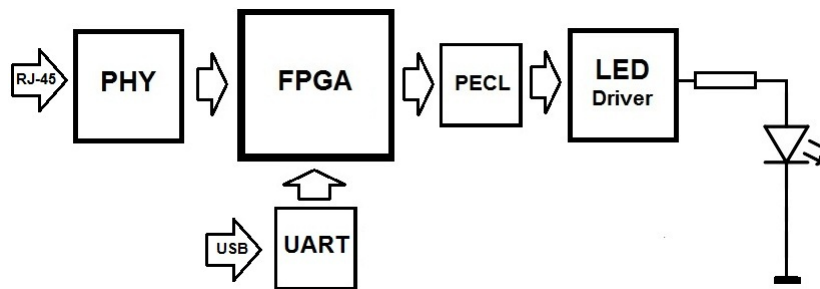 RJ-45
PHY
FPGA
PECL
LED
Driver
USB
UART